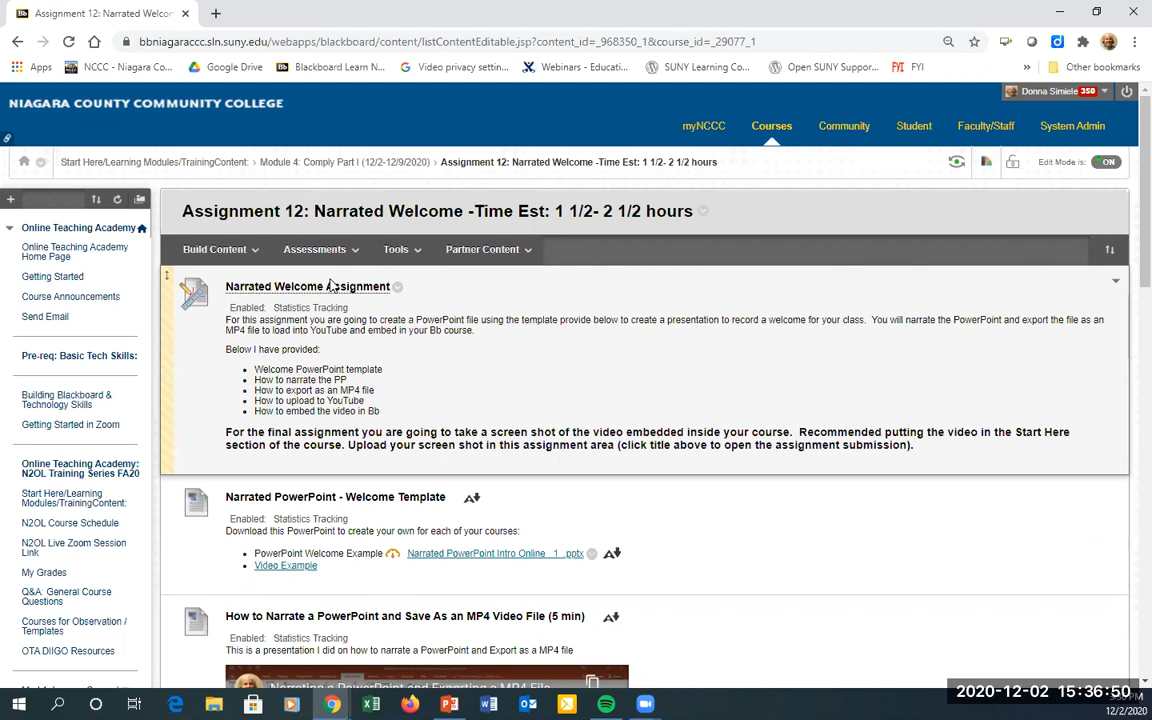 Assignment 12: Narrated Welcom
bbniagaraccc.sln.suny.edu/webapps/blackboard/content/listContentEditable.jsp?content_id=_968350_1&course_id=_29077_1
Apps NCCC - Niagara Co... Google Drive Blackboard Learn N... Video privacy settin... Webinars - Educati... SUNY Learning Co... Open SUNY Suppor... FYI FYI » Other bookmarks
Donna Simiele 350
NIAGARA COUNTY COMMUNITY COLLEGE
myNCCC Courses Community Student Faculty/Staff System Admin
Start Here/Learning Modules/TrainingContent: Module 4: Comply Part I (12/2-12/9/2020) Assignment 12: Narrated Welcome -Time Est: 1 1/2- 2 1/2 hours Edit Mode is: ON
Online Teaching Academy
Online Teaching Academy
Home Page
Getting Started
Course Announcements
Send Email
Pre-req: Basic Tech Skills:
Building Blackboard &
Technology Skills
Getting Started in Zoom
Online Teaching Academy:
N2OL Training Series FA20
Start Here/Learning
Modules/TrainingContent:
N2OL Course Schedule
N2OL Live Zoom Session
Link
My Grades
Q&A: General Course
Questions
Courses for Observation /
Templates
OTA DIIGO Resources
Assignment 12: Narrated Welcome -Time Est: 1 1/2- 2 1/2 hours
Build Content Assessments Tools Partner Content
Narrated Welcome Assignment
Enabled: Statistics Tracking
For this assignment you are going to create a PowerPoint file using the template provide below to create a presentation to record a welcome for your class. You will narrate the PowerPoint and export the file as an
MP4 file to load into YouTube and embed in your Bb course.
Below I have provided:
• Welcome PowerPoint template
• How to narrate the PP
• How to export as an MP4 file
• How to upload to YouTube
• How to embed the video in Bb
For the final assignment you are going to take a screen shot of the video embedded inside your course. Recommended putting the video in the Start Here
section of the course. Upload your screen shot in this assignment area (click title above to open the assignment submission).
Narrated PowerPoint - Welcome Template
Enabled: Statistics Tracking
Download this PowerPoint to create your own for each of your courses:
• PowerPoint Welcome Example Narrated PowerPoint Intro Online _1_.pptx
• Video Example
How to Narrate a PowerPoint and Save As an MP4 Video File (5 min)
Enabled: Statistics Tracking
This is a presentation I did on how to narrate a PowerPoint and Export as a MP4 file
Narrating a PowerPoint and Exporting a MP4 File
2020-12-02 15:36:50
12/2/2020